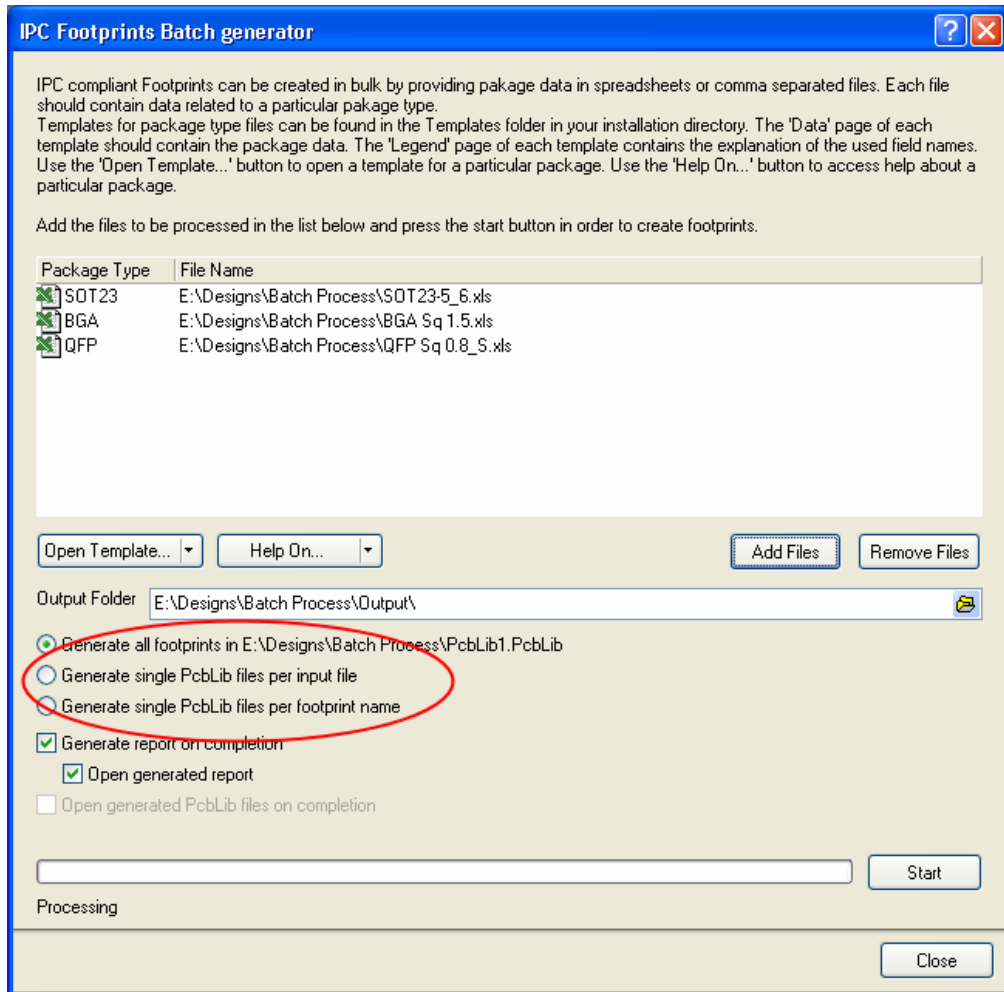 IPC Footprints Batch generator
IPC compliant Footprints can be created in bulk by providing pakage data in spreadsheets or comma separated files. Each file
should contain data related to a particular pakage type.
Templates for package type files can be found in the Templates folder in your installation directory. The 'Data' page of each
template should contain the package data. The 'Legend' page of each template contains the explanation of the used field names.
Use the 'Open Template...' button to open a template for a particular package. Use the 'Help On...' button to access help about a
particular package.
Add the files to be processed in the list below and press the start button in order to create footprints.
Package Type File Name
SOT23 E:\Designs\Batch Process\SOT23-5_6.xls
BGA E:\Designs\Batch Process\BGA Sq 1.5.xls
QFP E:\Designs\Batch Process\QFP Sq 0.8_S.xls
Open Template... Help On... Add Files Remove Files
Output Folder E:\Designs\Batch Process\Output\
Generate all footprints in E:\Designs\Batch Process\PcbLib1.PcbLib
Generate single PcbLib files per input file
Generate single PcbLib files per footprint name
Generate report on completion
Open generated report
Open generated PcbLib files on completion
Start
Processing
Close